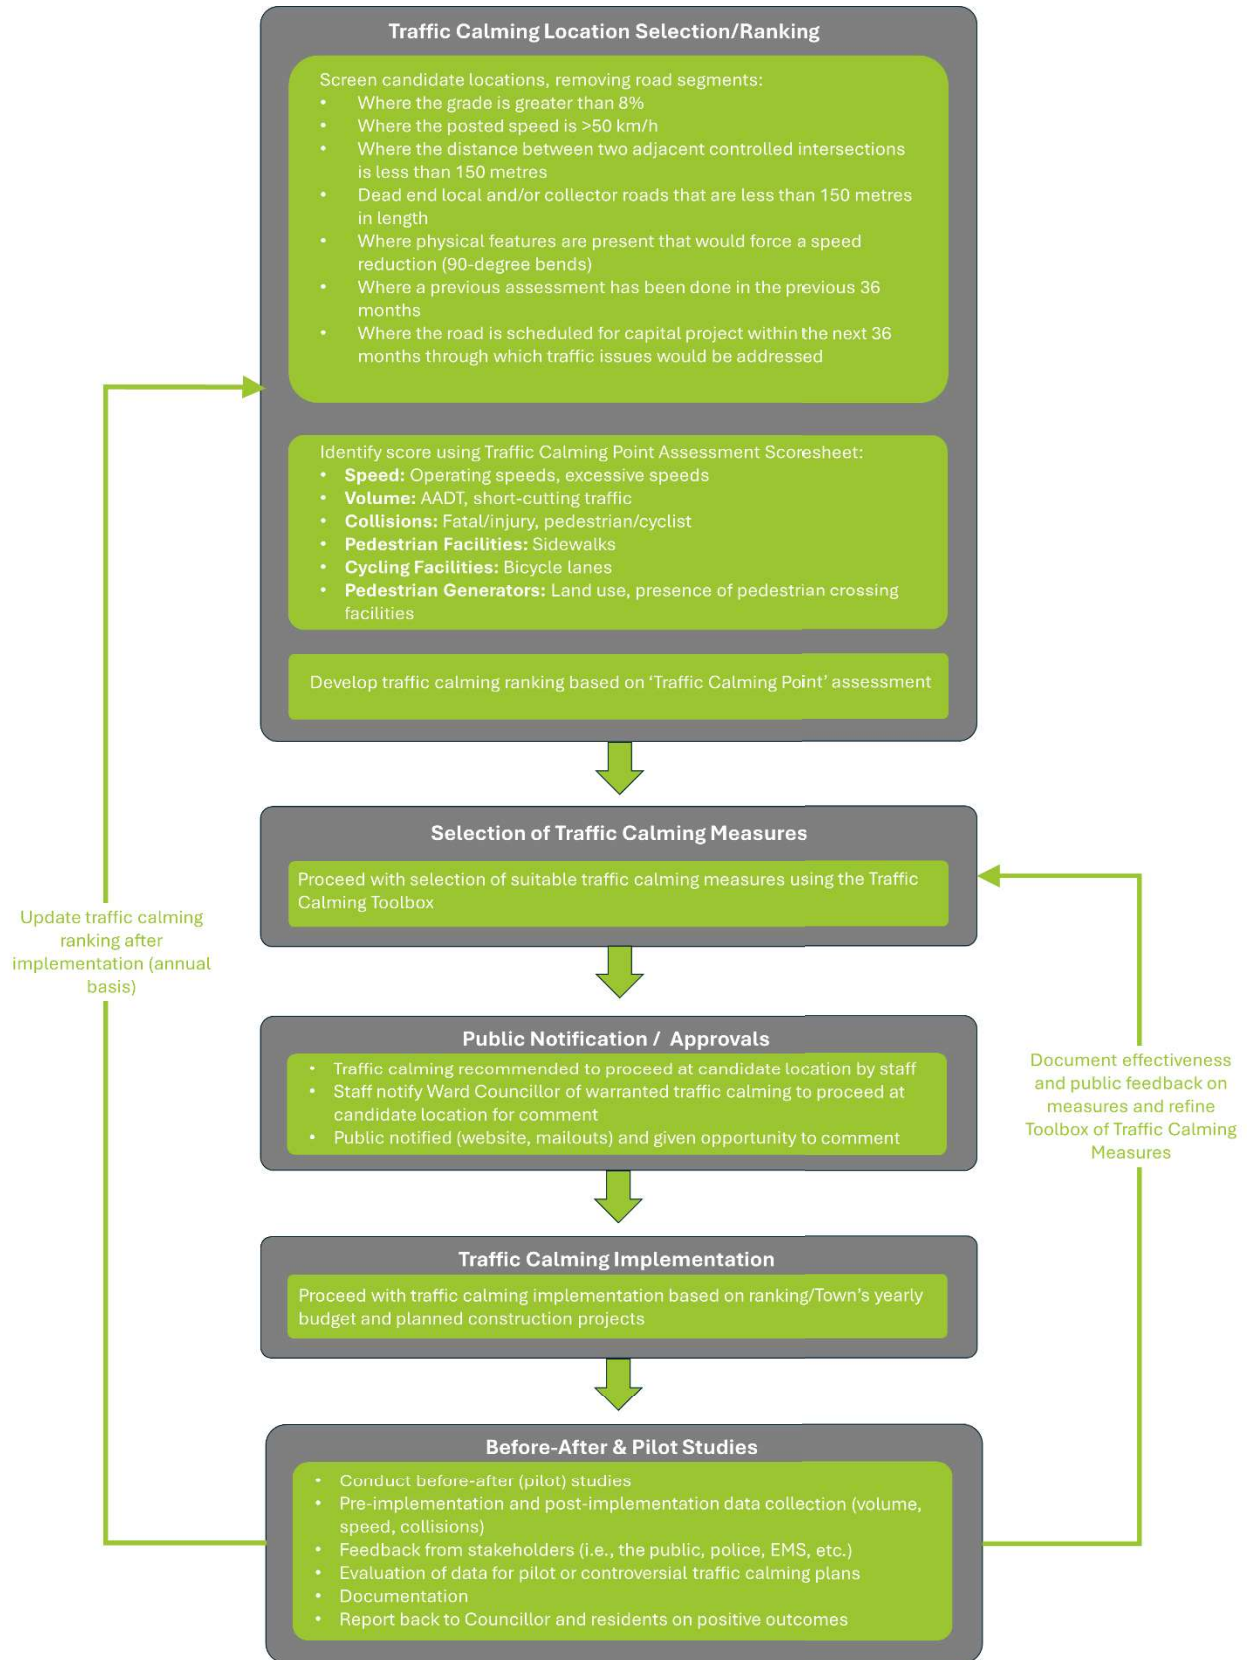 Traffic Calming Location Selection/Ranking
Screen candidate locations, removing road segments:
• Where the grade is greater than 8%
• Where the posted speed is >50 km/h
• Where the distance between two adjacent controlled intersections
is less than 150 metres
• Dead end local and/or collector roads that are less than 150 metres
in length
• Where physical features are present that would force a speed
reduction (90-degree bends)
• Where a previous assessment has been done in the previous 36
months
• Where the road is scheduled for capital project within the next 36
months through which traffic issues would be addressed
Identify score using Traffic Calming Point Assessment Scoresheet:
• Speed: Operating speeds, excessive speeds
• Volume: AADT, short-cutting traffic
• Collisions: Fatal/injury, pedestrian/cyclist
• Pedestrian Facilities: Sidewalks
• Cycling Facilities: Bicycle lanes
• Pedestrian Generators: Land use, presence of pedestrian crossing
facilities
Develop traffic calming ranking based on ‘Traffic Calming Point’ assessment
Selection of Traffic Calming Measures
Proceed with selection of suitable traffic calming measures using the Traffic
Calming Toolbox
Public Notification / Approvals
• Traffic calming recommended to proceed at candidate location by staff
• Staff notify Ward Councillor of warranted traffic calming to proceed at
candidate location for comment
• Public notified (website, mailouts) and given opportunity to comment
Traffic Calming Implementation
Proceed with traffic calming implementation based on ranking/Town's yearly
budget and planned construction projects
Before-After & Pilot Studies
• Conduct before-after (pilot) studies
• Pre-implementation and post-implementation data collection (volume,
speed, collisions)
• Feedback from stakeholders (i.e., the public, police, EMS, etc.)
• Evaluation of data for pilot or controversial traffic calming plans
• Documentation
• Report back to Councillor and residents on positive outcomes
Update traffic calming
ranking after
implementation (annual
basis)
Document effectiveness
and public feedback on
measures and refine
Toolbox of Traffic Calming
Measures